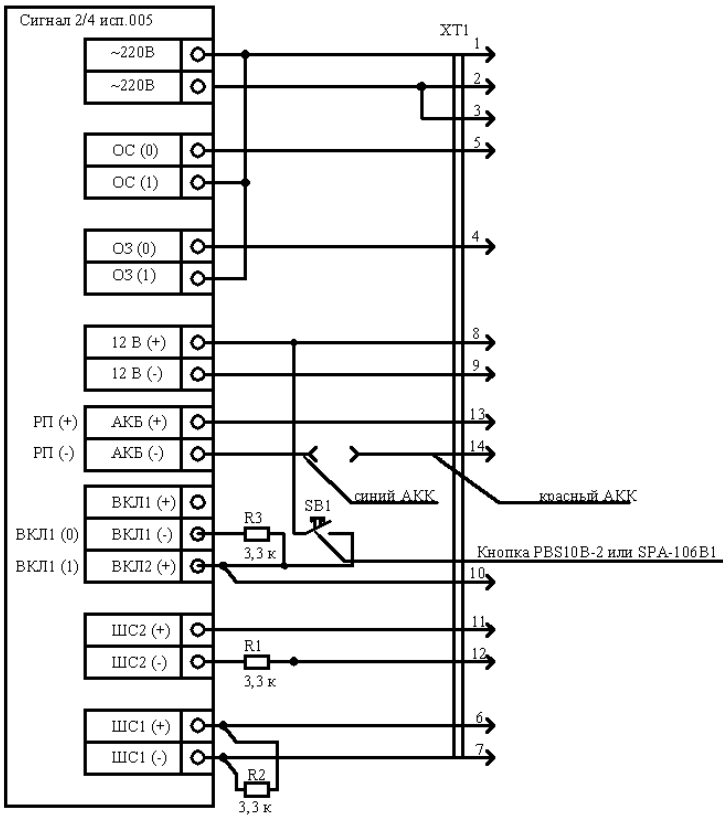 Сигнал 2/4 исп.005
XT1
~220В
1
~220В
2
3
ОС (0)
5
ОС (1)
ОЗ (0)
4
ОЗ (1)
12 В (+)
8
12 В (-)
9
РП (+) АКБ (+)
13
РП (-) АКБ (-)
14
синий АКК
красный АКК
ВКЛ1 (+)
SB1
R3
ВКЛ1 (0) ВКЛ1 (-)
3,3 к
Кнопка PBS10B-2 или SPA-106B1
ВКЛ1 (1) ВКЛ2 (+)
10
ШС2 (+)
11
R1
ШС2 (-)
12
3,3 к
ШС1 (+)
6
ШС1 (-)
7
R2
3,3 к